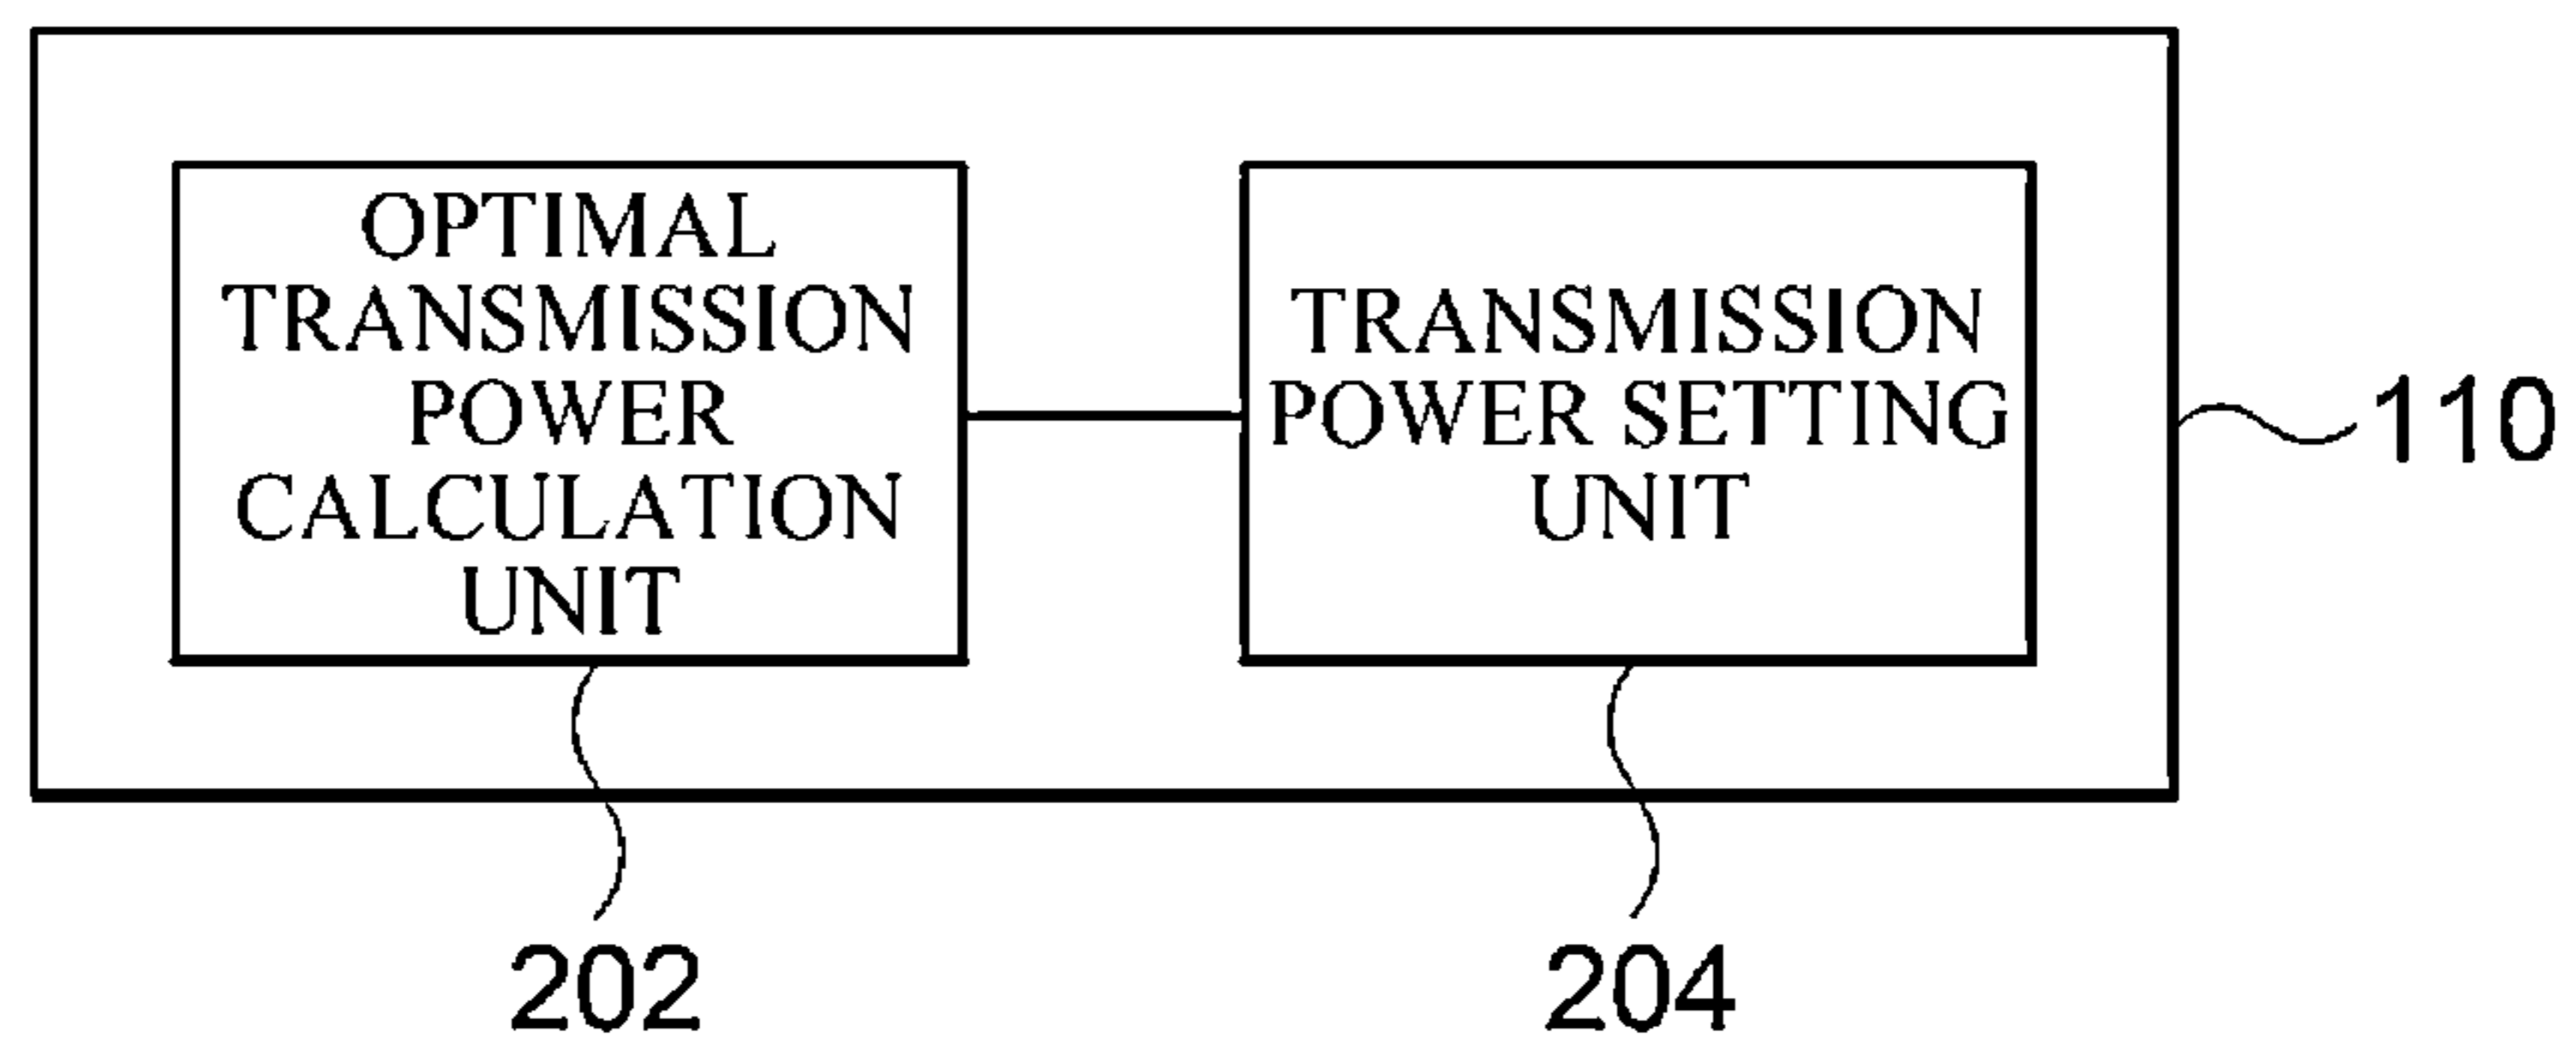 OPTIMAL
TRANSMISSION
POWER
CALCULATION
UNIT
TRANSMISSION
POWER SETTING
UNIT
110
202
204